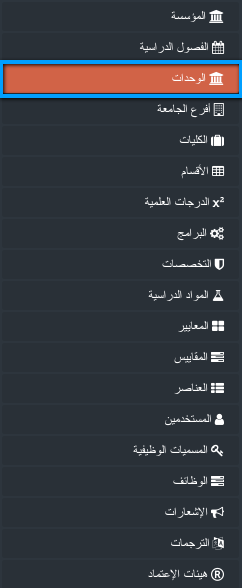 المؤسسة
الفصول الدراسية
الوحدات
أفرع الجامعة
الكليات
الأقسام
x² الدرجات العلمية
البرامج
التخصصات
المواد الدراسية
المعايير
المقاييس
العناصر
المستخدمين
المسميات الوظيفية
الوظائف
الإشعارات
الترجمات
هيئات الإعتماد